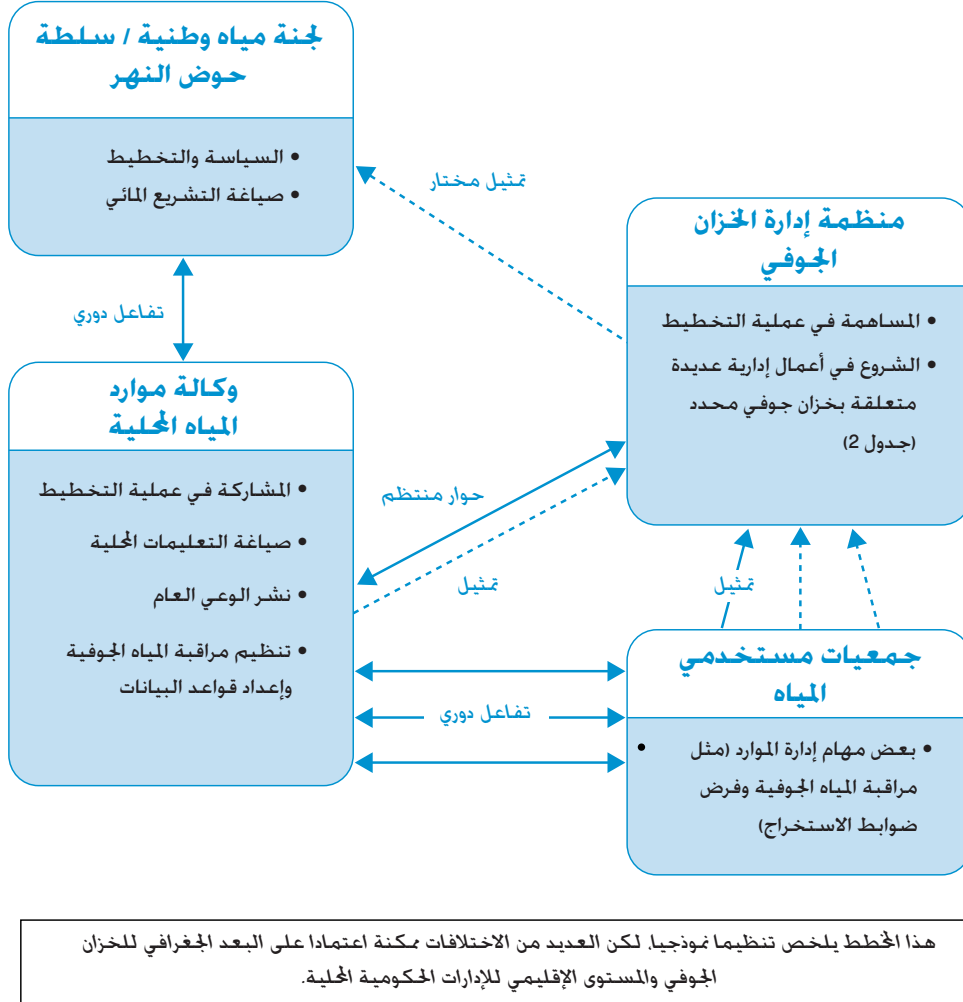 لجنة مياه وطنية / سلطة
حوض النهر
• السياسة والتخطيط
• صياغة التشريع المائي
تمثيل مختار
منظمة إدارة الخزان
الجوفي
• المساهمة في عملية التخطيط
• الشروع في أعمال إدارية عديدة
متعلقة بخزان جوفي محدد
(جدول 2)
تفاعل دوري
وكالة موارد
المياه المحلية
• المشاركة في عملية التخطيط
• صياغة التعليمات المحلية
• نشر الوعي العام
• تنظيم مراقبة المياه الجوفية
وإعداد قواعد البيانات
حوار منتظم
تمثيل
تمثيل
جمعيات مستخدمي
المياه
• بعض مهام إدارة الموارد (مثل •
مراقبة المياه الجوفية وفرض
ضوابط الاستخراج)
تفاعل دوري
هذا المخطط يلخص تنظيما نموذجيا، لكن العديد من الاختلافات ممكنة اعتمادا على البعد الجغرافي للخزان
الجوفي والمستوى الإقليمي للإدارات الحكومية المحلية.